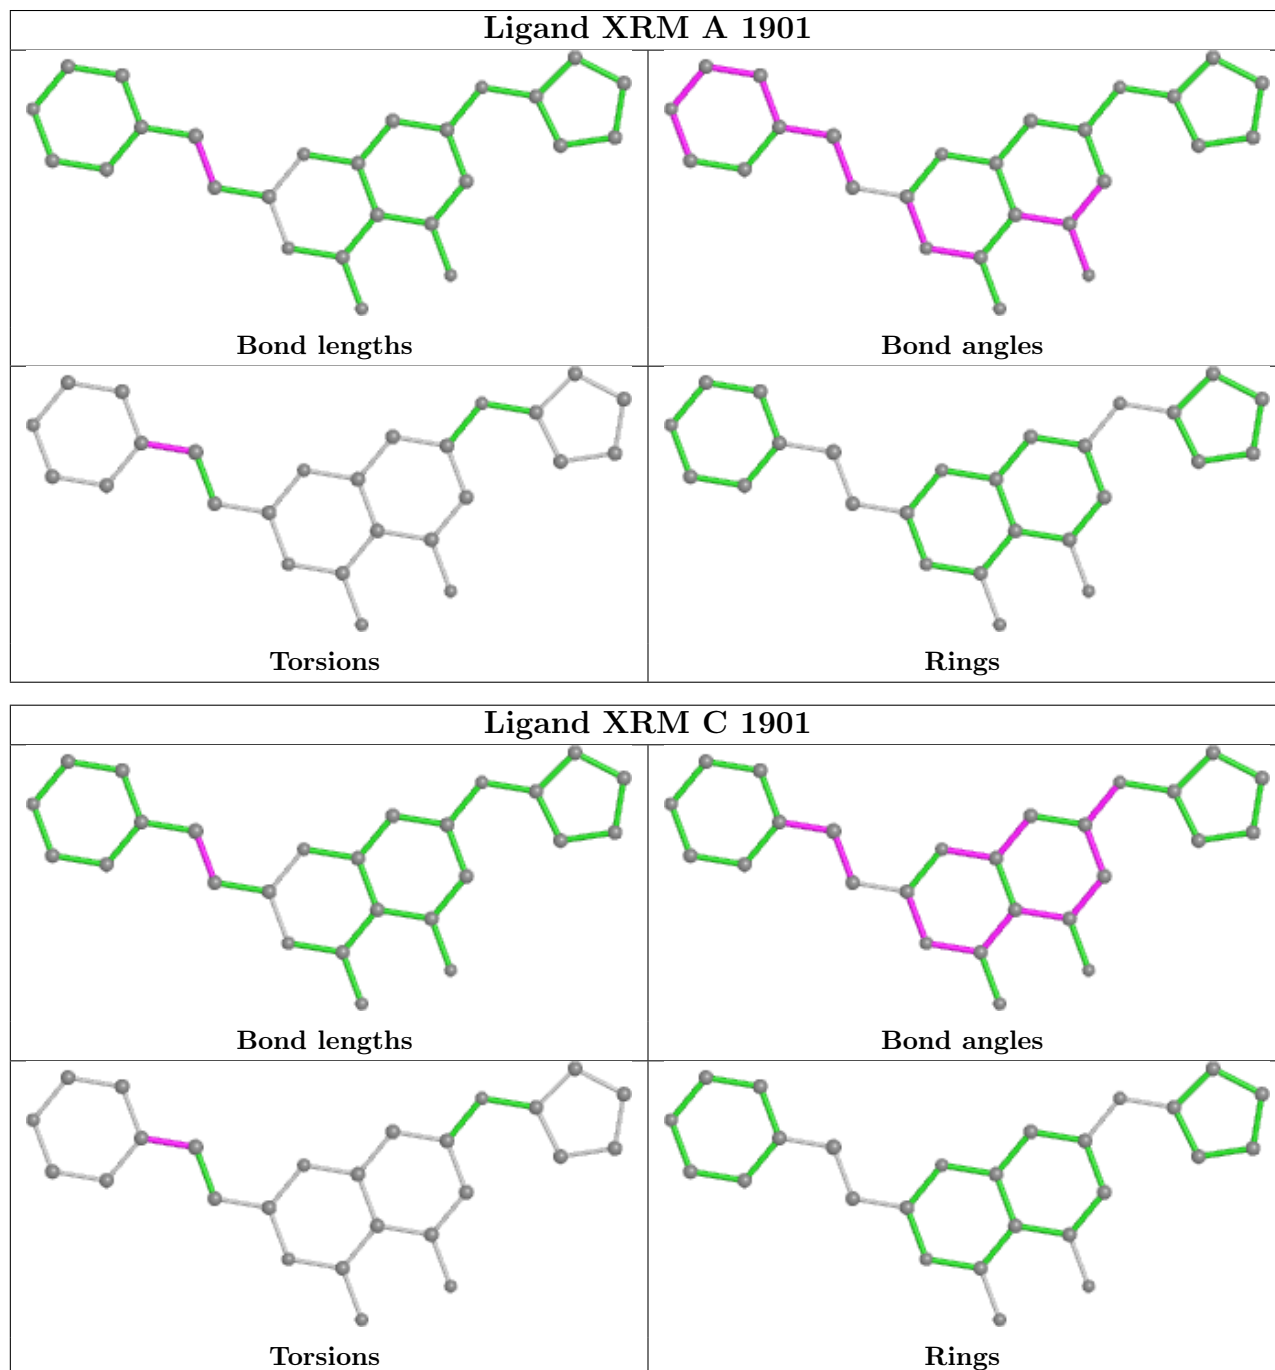 Ligand XRM A 1901
Bond lengths
Bond angles
Torsions
Rings
Ligand XRM C 1901
Bond lengths
Bond angles
Torsions
Rings